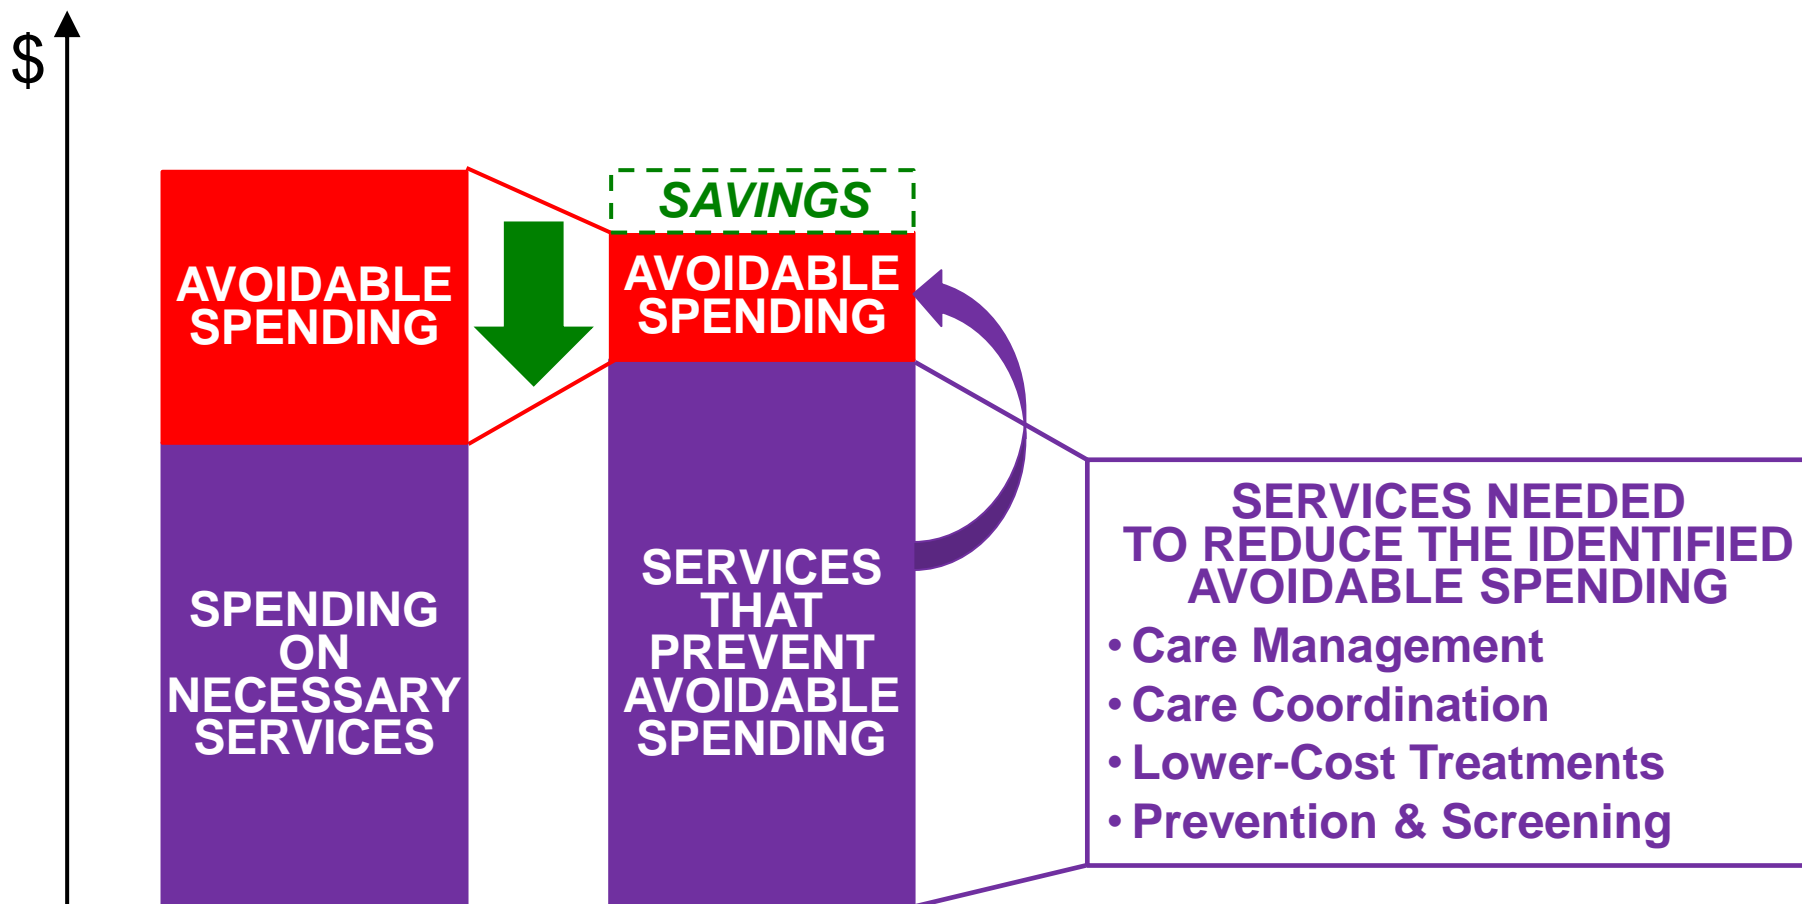 $
AVOIDABLE
SPENDING
SPENDING
ON
NECESSARY
SERVICES
SAVINGS
AVOIDABLE
SPENDING
SERVICES
THAT
PREVENT
AVOIDABLE
SPENDING
SERVICES NEEDED
TO REDUCE THE IDENTIFIED
AVOIDABLE SPENDING
• Care Management
• Care Coordination
• Lower-Cost Treatments
• Prevention & Screening